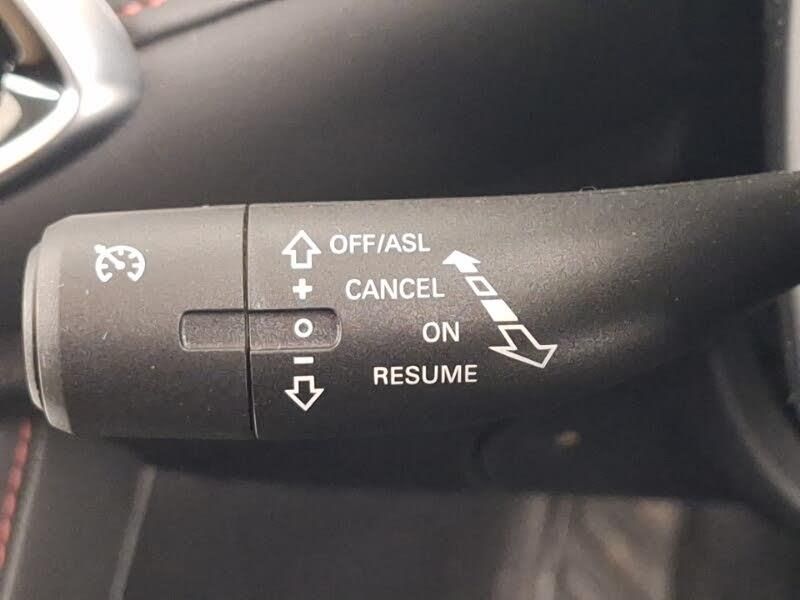 OFF/ASL
+ CANCEL
O ON
- RESUME